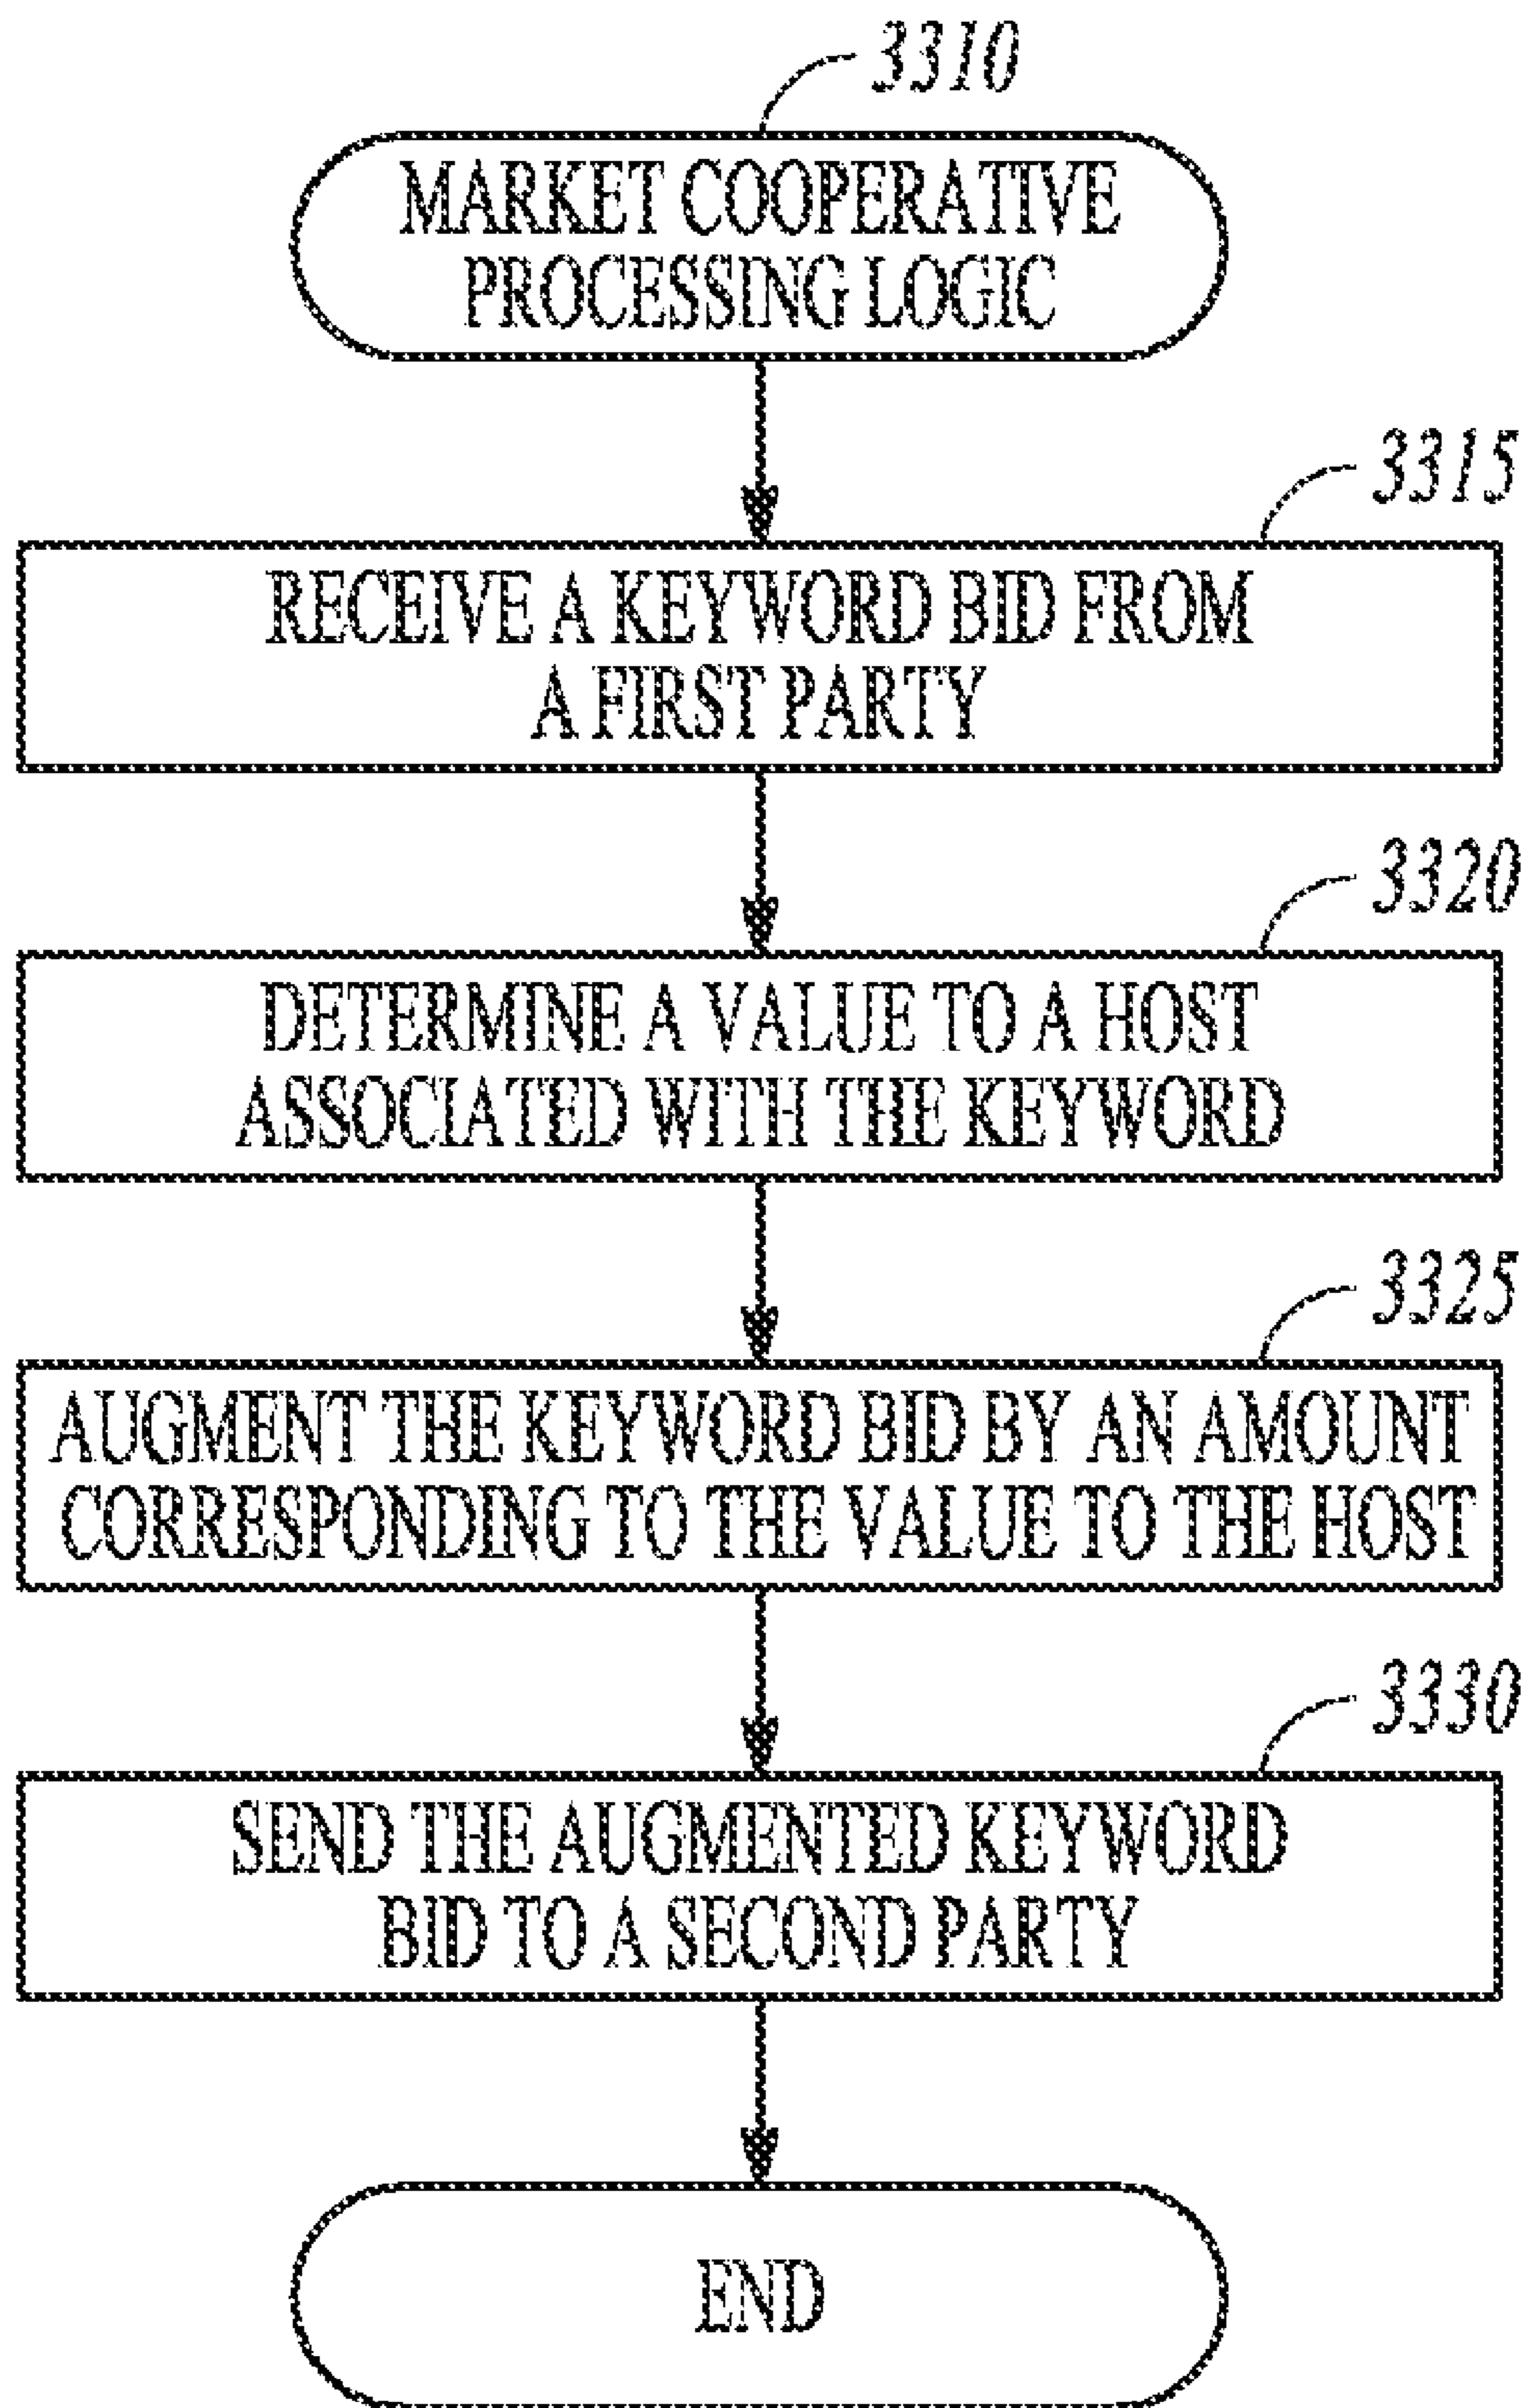 3310
MARKET COOPERATIVE
PROCESSING LOGIC
3315
RECEIVE A KEYWORD BID FROM
A FIRST PARTY
3320
DETERMINE A VALUE TO A HOST
ASSOCIATED WITH THE KEYWORD
3325
AUGMENT THE KEYWORD BID BY AN AMOUNT
CORRESPONDING TO THE VALUE TO THE HOST
3330
SEND THE AUGMENTED KEYWORD
BID TO A SECOND PARTY
END